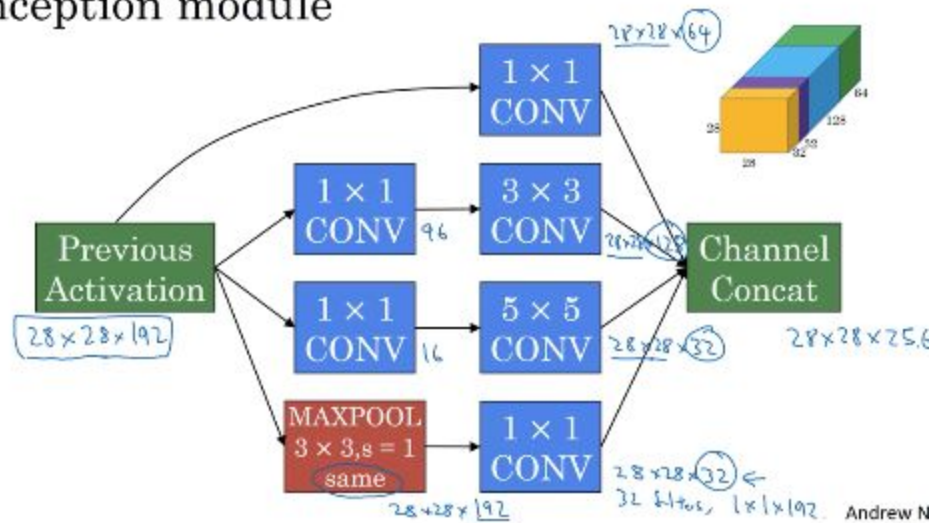 nception module
28×28×64
1 × 1
CONV
28
28
32
32
128
64
1 × 1
CONV
96
3 × 3
CONV
28×28×128
Previous
Activation
28×28×192
Channel
Concat
28×28×256
1 × 1
CONV
16
5 × 5
CONV
28×28×32
MAXPOOL
3 × 3,s = 1
same
28×28×192
1 × 1
CONV
28×28×32 ←
32 filters, 1×1×192
Andrew N